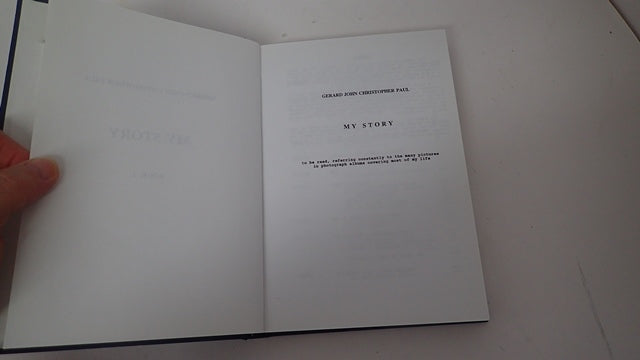 GERARD JOHN CHRISTOPHER PAUL
MY STORY
to be read, referring constantly to the many pictures
in photograph albums covering most of my life